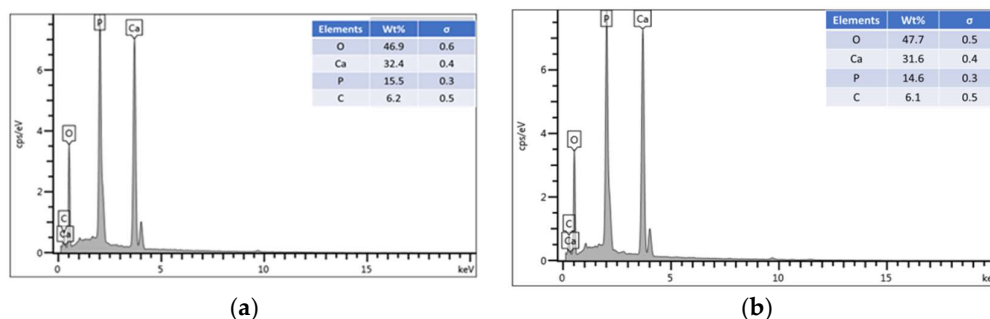 Elements Wt% σ
O 46.9 0.6
Ca 32.4 0.4
P 15.5 0.3
C 6.2 0.5
P Ca
6
O
4
cps/eV
2
C
Ca
0
0 5 10 15 keV
(a)
Elements Wt% σ
O 47.7 0.5
Ca 31.6 0.4
P 14.6 0.3
C 6.1 0.5
P Ca
6
O
4
cps/eV
2
C
Ca
0
0 5 10 15 ke
(b)